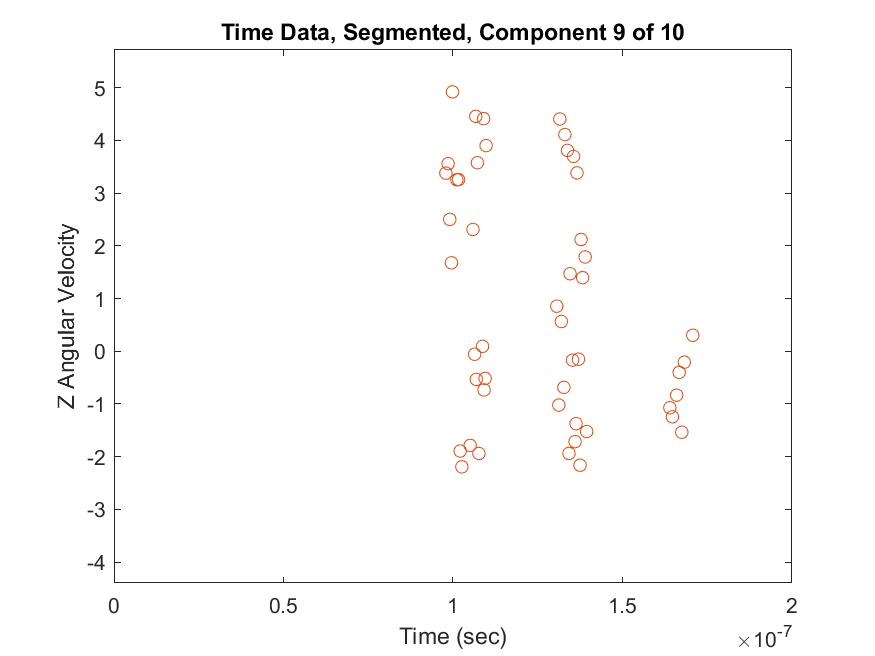 Time Data, Segmented, Component 9 of 10
5
4
3
2
1
0
-1
-2
-3
-4
Z Angular Velocity
0 0.5 1 1.5 2
Time (sec)
×10-7